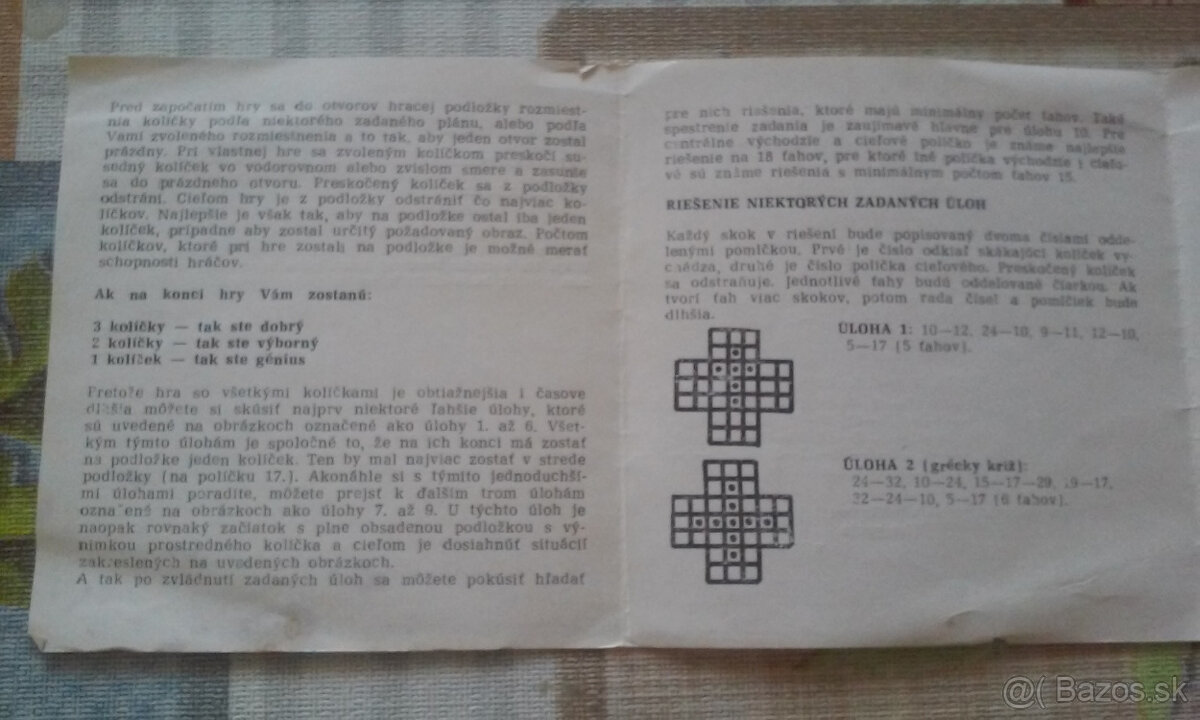 Pred započatím hry sa do otvorov hracej podložky rozmiest-
nia kolíčky podľa niektorého zadaného plánu, alebo podľa
Vami zvoleného rozmiestnenia a to tak, aby jeden otvor zostal
prázdny. Pri vlastnej hre sa zvoleným kolíčkom preskočí su-
sedný kolíček vo vodorovnom alebo zvislom smere a zasunie
sa do prázdneho otvoru. Preskočený kolíček sa z podložky
odstráni. Cieľom hry je z podložky odstrániť čo najviac ko-
líčkov. Najlepšie je však tak, aby na podložke ostal iba jeden
kolíček, prípadne aby zostal určitý požadovaný obraz. Počtom
kolíčkov, ktoré pri hre zostali na podložke je možné merať
schopnosti hráčov.
Ak na konci hry Vám zostanú:
3 kolíčky — tak ste dobrý
2 kolíčky — tak ste výborný
1 kolíček — tak ste génius
Pretože hra so všetkými kolíčkami je obtiažnejšia i časove
dlhšia môžete si skúsiť najprv niektoré ľahšie úlohy, ktoré
sú uvedené na obrázkoch označené ako úlohy 1. až 6. Všet-
kým týmto úlohám je spoločné to, že na ich konci má zostať
na podložke jeden kolíček. Ten by mal najviac zostať v strede
podložky (na políčku 17.). Akonáhle si s týmito jednoduchší-
mi úlohami poradíte, môžete prejsť k ďalším trom úlohám
označené na obrázkoch ako úlohy 7. až 9. U týchto úloh je
naopak rovnaký začiatok s plne obsadenou podložkou s vý-
nimkou prostredného kolíčka a cieľom je dosiahnúť situácií
zakreslených na uvedených obrázkoch.
A tak po zvládnutí zadaných úloh sa môžete pokúsiť hľadať
pre nich riešenia, ktoré majú minimálny počet ťahov. Také
spestrenie zadania je zaujímavé hlavne pre úlohu 10. Pre
centrálne východzie a cieľové políčko je známe najlepšie
riešenie na 18 ťahov, pre ktoré iné políčka východzie i cieľo-
vé sú známe riešenia s minimálnym počtom ťahov 15.
RIEŠENIE NIEKTORÝCH ZADANÝCH ÚLOH
Každý skok v riešení bude popisovaný dvoma číslami odde-
lenými pomlčkou. Prvé je číslo odkiaľ skákajúci kolíček vy-
chádza, druhé je číslo políčka cieľového. Preskočený kolíček
sa odstraňuje. Jednotlivé ťahy budú oddelované čiarkou. Ak
tvorí ťah viac skokov, potom rada čísel a pomlčiek bude
dlhšia.
ÚLOHA 1: 10—12, 24—10, 9—11, 12—10,
5—17 (5 ťahov).
ÚLOHA 2 (grécky kríž):
24—32, 10—24, 15—17—29, 19—17,
32—24—10, 5—17 (6 ťahov).
@( Bazos.sk